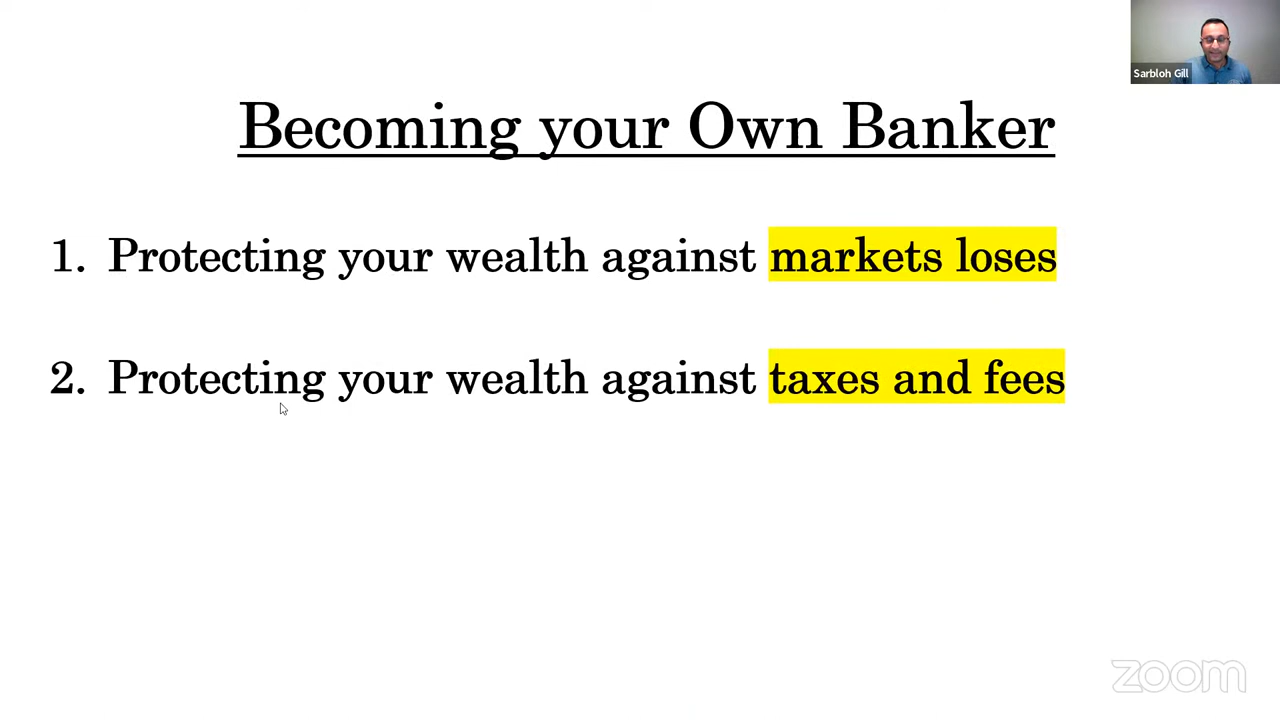 Sarbloh Gill
Becoming your Own Banker
1. Protecting your wealth against markets loses
2. Protecting your wealth against taxes and fees
zoom